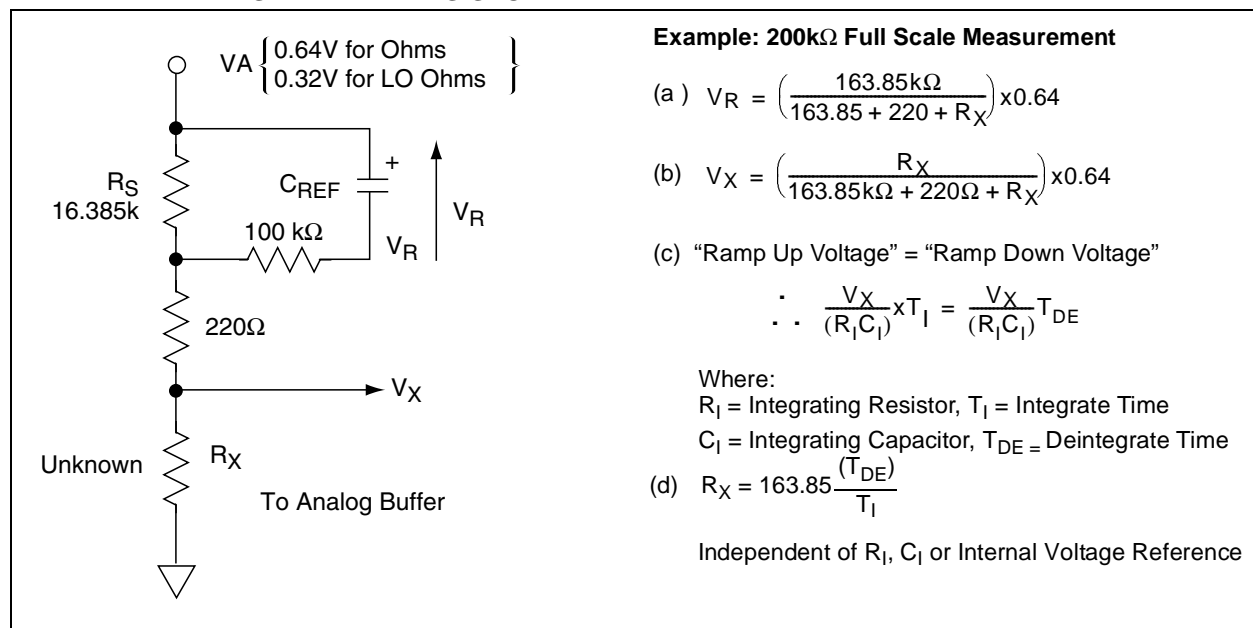 VA { 0.64V for Ohms
0.32V for LO Ohms }
RS
16.385k
CREF
+
VR
100 kΩ
VR
220Ω
VX
Unknown
RX
To Analog Buffer
Example: 200kΩ Full Scale Measurement
(a ) VR = ( 163.85kΩ / 163.85 + 220 + RX ) x0.64
(b) VX = ( RX / 163.85kΩ + 220Ω + RX ) x0.64
(c) “Ramp Up Voltage” = “Ramp Down Voltage”
∴ VX / (RICI) xTI = VX / (RICI) TDE
Where:
RI = Integrating Resistor, TI = Integrate Time
CI = Integrating Capacitor, TDE = Deintegrate Time
(d) RX = 163.85 (TDE) / TI
Independent of RI, CI or Internal Voltage Reference